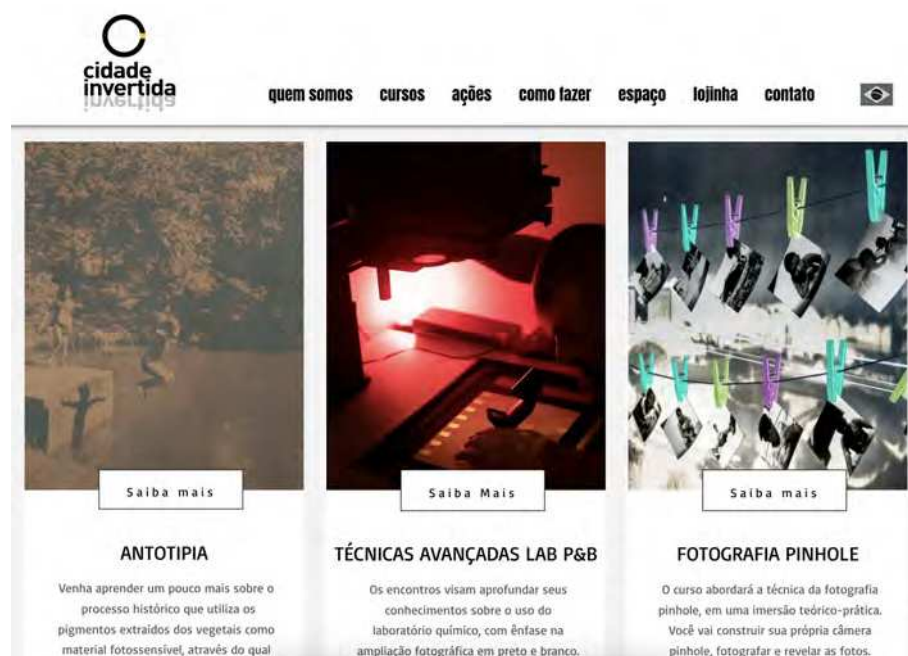 cidade
invertida
quem somos cursos ações como fazer espaço lojinha contato
Saiba mais
ANTOTIPIA
Venha aprender um pouco mais sobre o
processo histórico que utiliza os
pigmentos extraídos dos vegetais como
material fotossensível, através do qual
Saiba Mais
TÉCNICAS AVANÇADAS LAB P&B
Os encontros visam aprofundar seus
conhecimentos sobre o uso do
laboratório químico, com ênfase na
ampliação fotográfica em preto e branco.
Saiba mais
FOTOGRAFIA PINHOLE
O curso abordará a técnica da fotografia
pinhole, em uma imersão teórico-prática.
Você vai construir sua própria câmera
pinhole, fotografar e revelar as fotos.